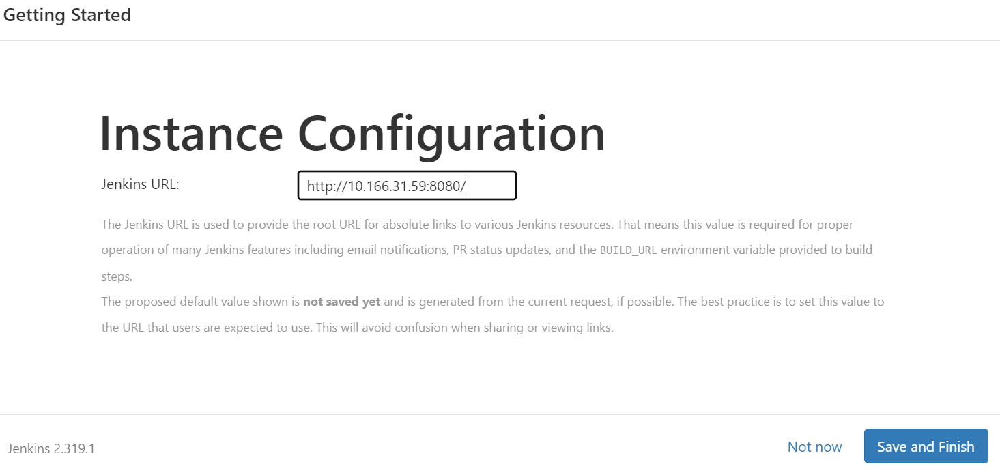 Getting Started
Instance Configuration
Jenkins URL:
http://10.166.31.59:8080/
The Jenkins URL is used to provide the root URL for absolute links to various Jenkins resources. That means this value is required for proper
operation of many Jenkins features including email notifications, PR status updates, and the BUILD_URL environment variable provided to build
steps.
The proposed default value shown is not saved yet and is generated from the current request, if possible. The best practice is to set this value to
the URL that users are expected to use. This will avoid confusion when sharing or viewing links.
Jenkins 2.319.1
Not now
Save and Finish